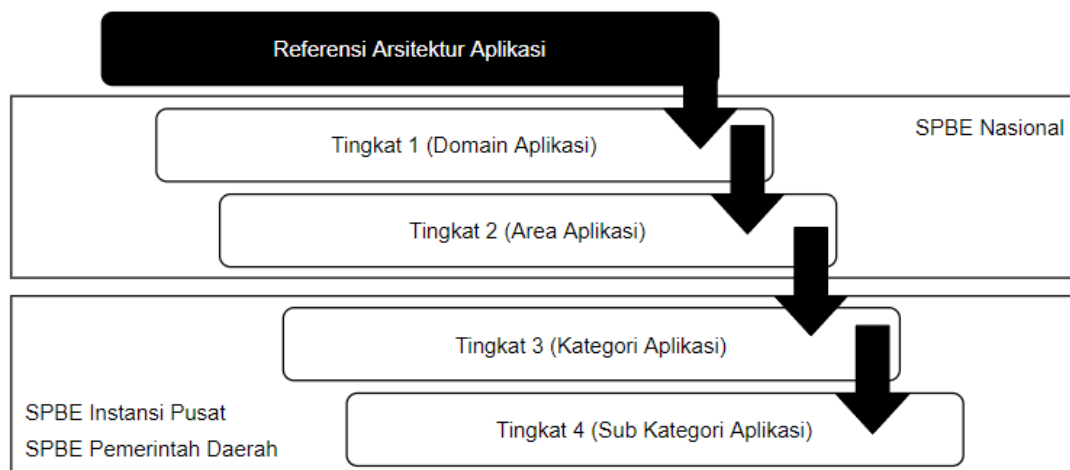 Referensi Arsitektur Aplikasi
SPBE Nasional
Tingkat 1 (Domain Aplikasi)
Tingkat 2 (Area Aplikasi)
Tingkat 3 (Kategori Aplikasi)
SPBE Instansi Pusat
SPBE Pemerintah Daerah
Tingkat 4 (Sub Kategori Aplikasi)